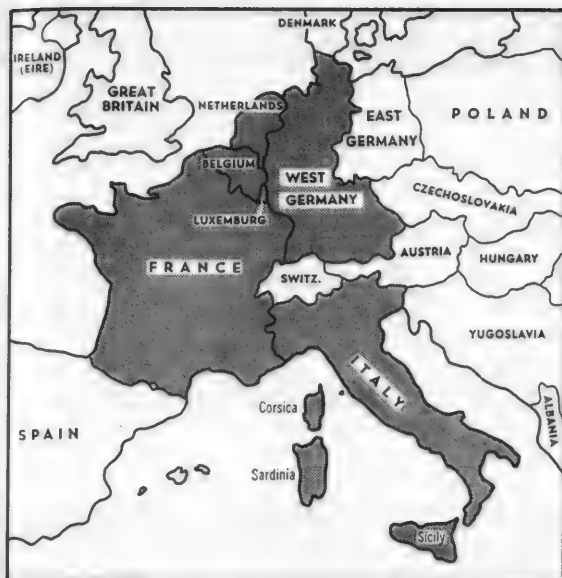 DENMARK
IRELAND
(EIRE)
GREAT
BRITAIN
NETHERLANDS
EAST
GERMANY
POLAND
BELGIUM
WEST
GERMANY
CZECHOSLOVAKIA
LUXEMBURG
FRANCE
SWITZ.
AUSTRIA
HUNGARY
YUGOSLAVIA
ITALY
ALBANIA
Corsica
SPAIN
Sardinia
Sicily